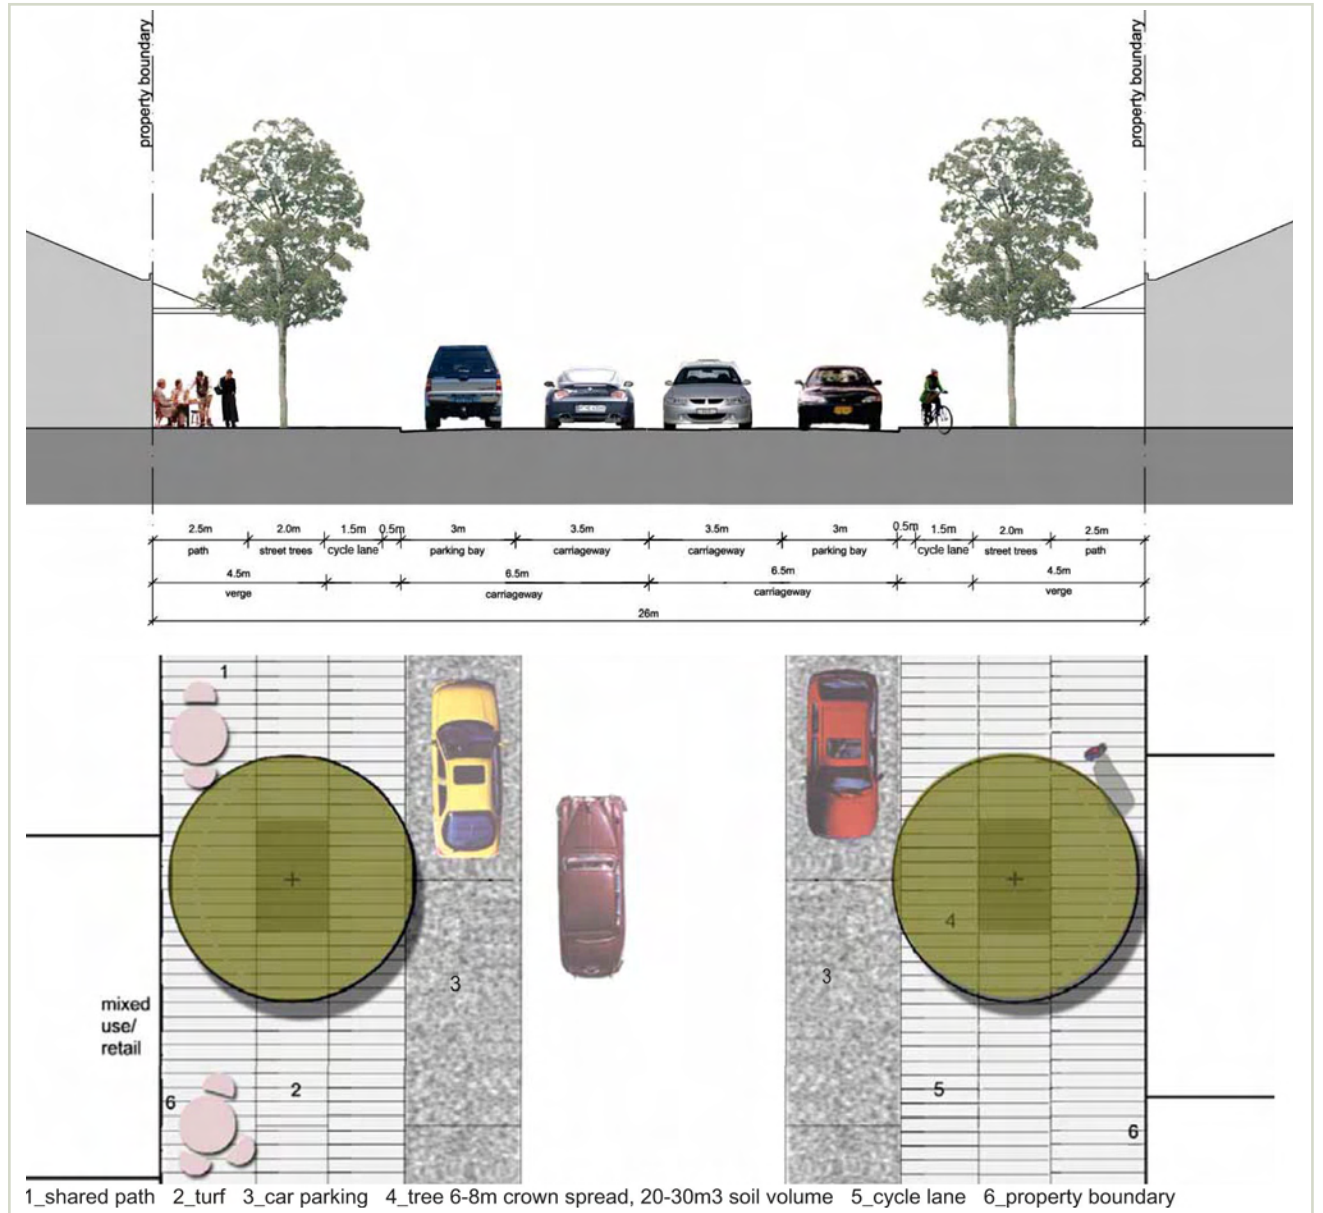 property boundary
property boundary
2.5m 2.0m 1.5m 0.5m 3m 3.5m 3.5m 3m 0.5m 1.5m 2.0m 2.5m
path street trees cycle lane parking bay carriageway carriageway parking bay cycle lane street trees path
4.5m 6.5m 6.5m 4.5m
verge carriageway carriageway verge
26m
1
4
3
3
mixed
use/
retail
2
5
6
6
1_shared path 2_turf 3_car parking 4_tree 6-8m crown spread, 20-30m3 soil volume 5_cycle lane 6_property boundary